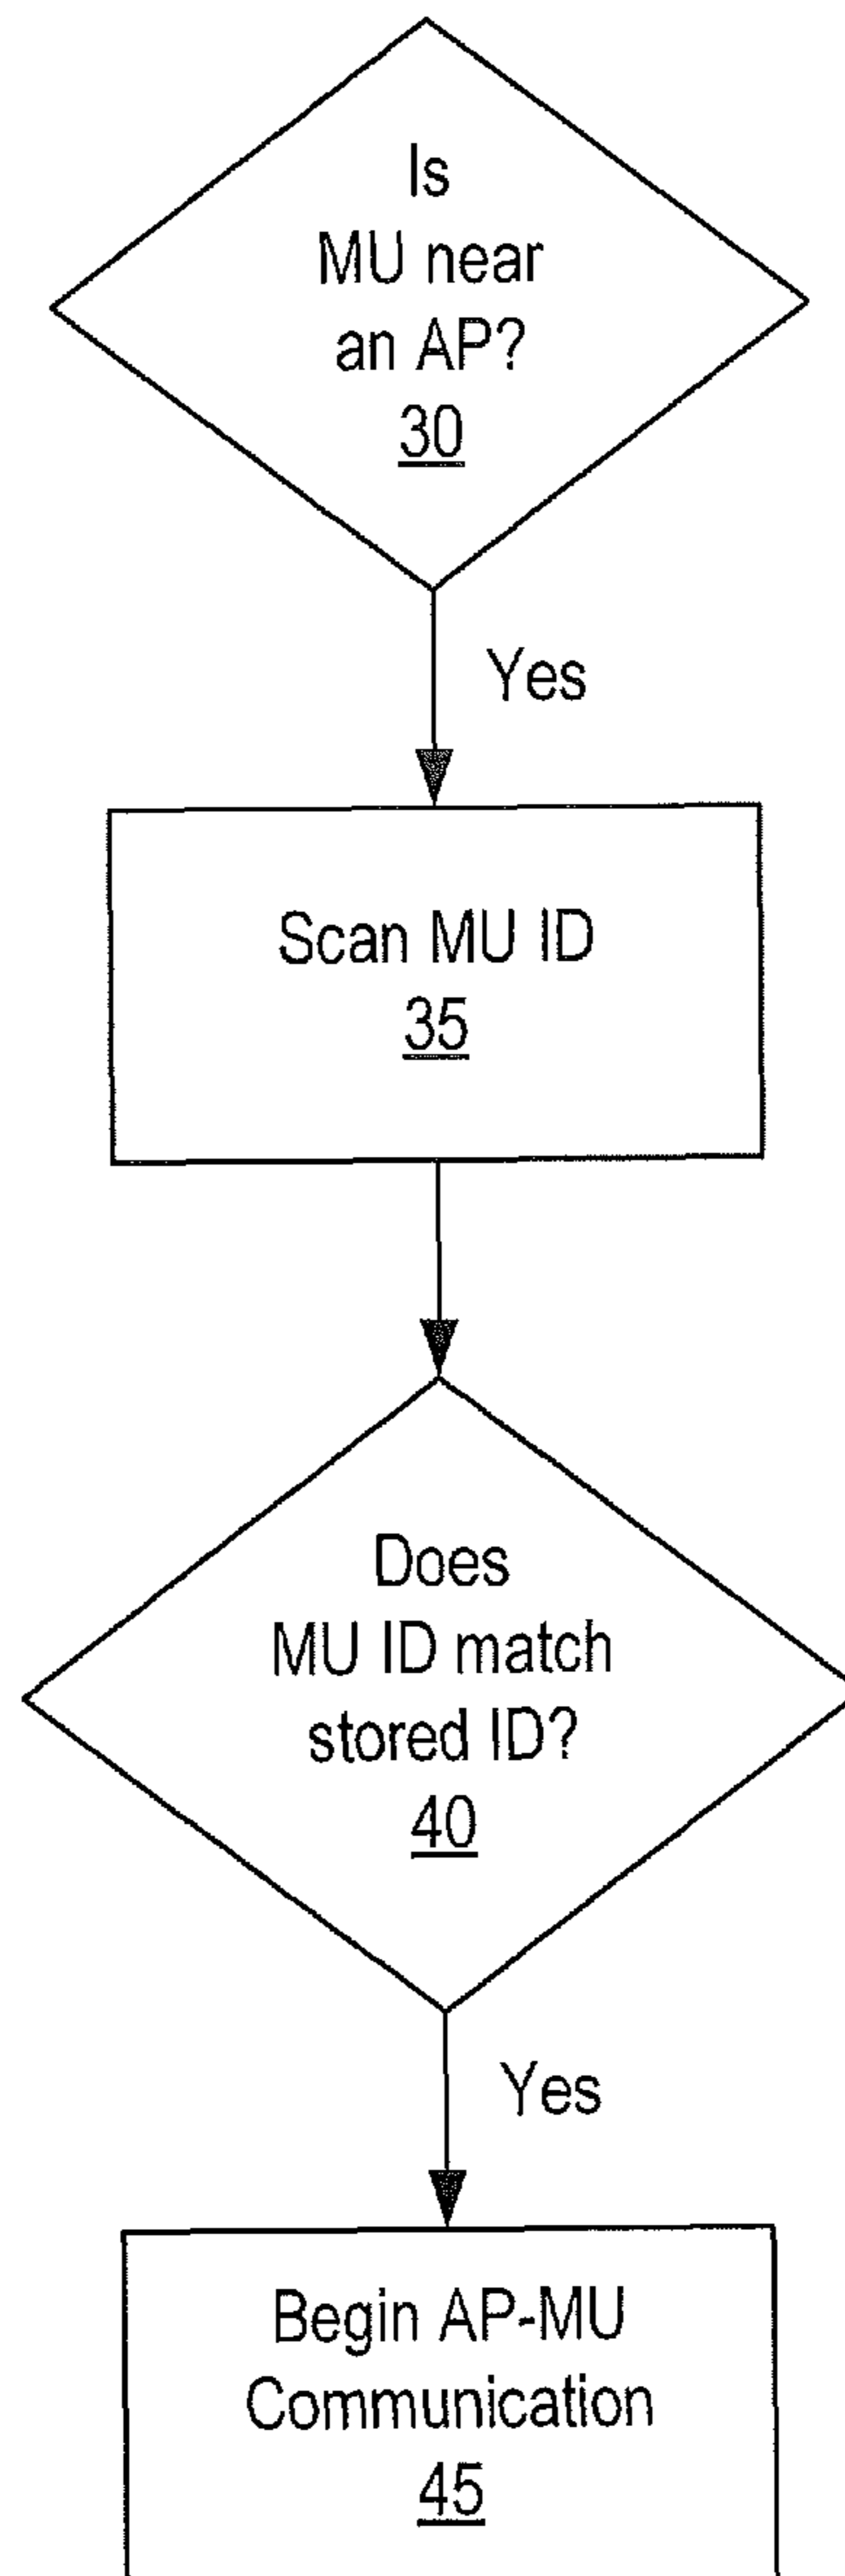 Is
MU near
an AP?
30
Yes
Scan MU ID
35
Does
MU ID match
stored ID?
40
Yes
Begin AP-MU
Communication
45